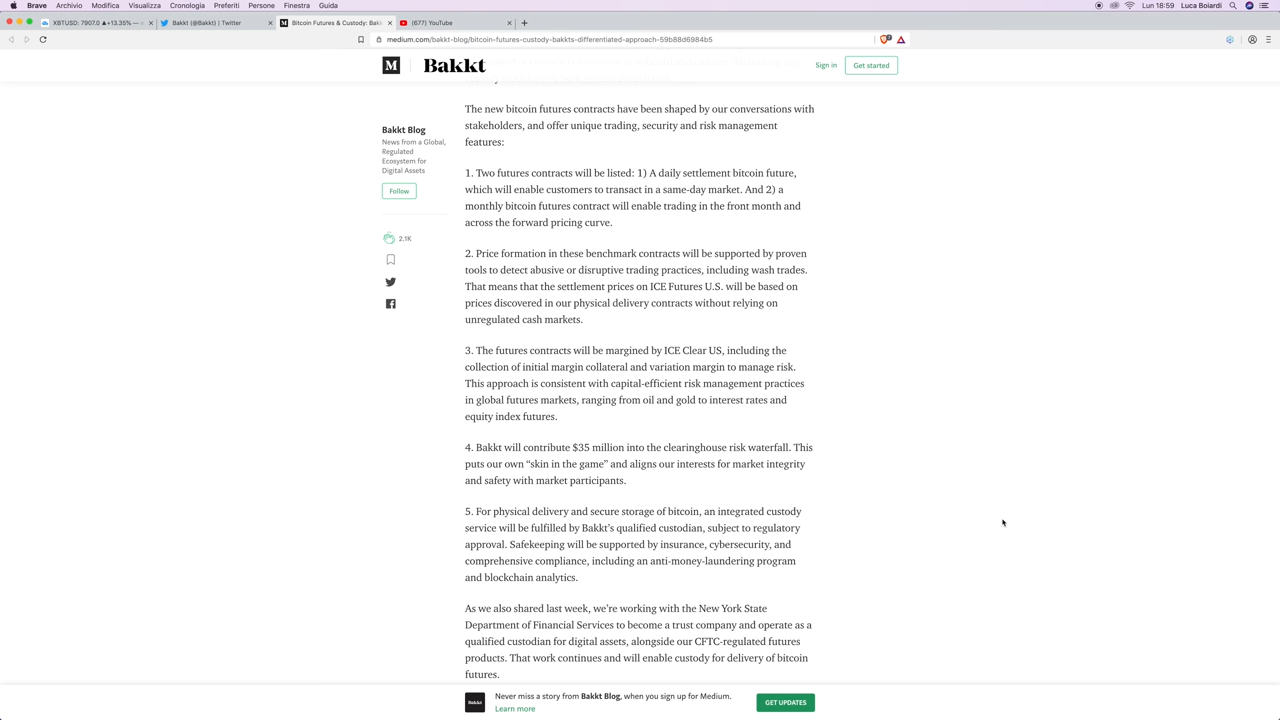 Brave Archivio Modifica Visualizza Cronologia Preferiti Persone Finestra Guida Lun 18:59 Luca Boiardi
XBTUSD: 7907.0 ▲+13.35% — Bakkt (@Bakkt) | Twitter Bitcoin Futures & Custody: Bakk (677) YouTube
medium.com/bakkt-blog/bitcoin-futures-custody-bakkts-differentiated-approach-59b88d6984b5
M Bakkt Sign in Get started
The new bitcoin futures contracts have been shaped by our conversations with
stakeholders, and offer unique trading, security and risk management
features:
Bakkt Blog
News from a Global,
Regulated
Ecosystem for
Digital Assets
Follow
2.1K
1. Two futures contracts will be listed: 1) A daily settlement bitcoin future,
which will enable customers to transact in a same-day market. And 2) a
monthly bitcoin futures contract will enable trading in the front month and
across the forward pricing curve.
2. Price formation in these benchmark contracts will be supported by proven
tools to detect abusive or disruptive trading practices, including wash trades.
That means that the settlement prices on ICE Futures U.S. will be based on
prices discovered in our physical delivery contracts without relying on
unregulated cash markets.
3. The futures contracts will be margined by ICE Clear US, including the
collection of initial margin collateral and variation margin to manage risk.
This approach is consistent with capital-efficient risk management practices
in global futures markets, ranging from oil and gold to interest rates and
equity index futures.
4. Bakkt will contribute $35 million into the clearinghouse risk waterfall. This
puts our own “skin in the game” and aligns our interests for market integrity
and safety with market participants.
5. For physical delivery and secure storage of bitcoin, an integrated custody
service will be fulfilled by Bakkt’s qualified custodian, subject to regulatory
approval. Safekeeping will be supported by insurance, cybersecurity, and
comprehensive compliance, including an anti-money-laundering program
and blockchain analytics.
As we also shared last week, we’re working with the New York State
Department of Financial Services to become a trust company and operate as a
qualified custodian for digital assets, alongside our CFTC-regulated futures
products. That work continues and will enable custody for delivery of bitcoin
futures.
Bakkt
Never miss a story from Bakkt Blog, when you sign up for Medium.
Learn more
GET UPDATES